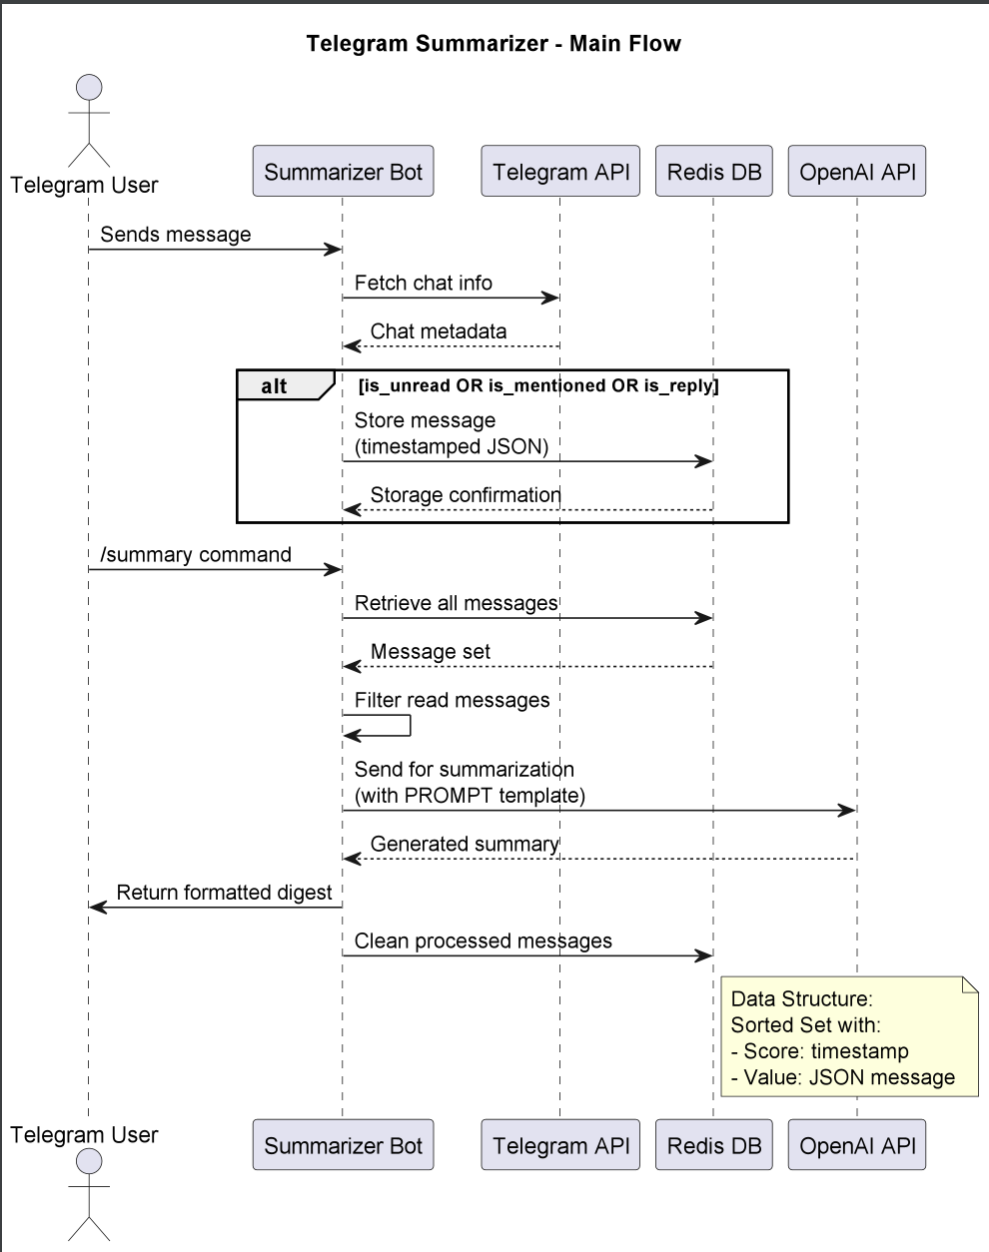 Telegram Summarizer - Main Flow
Telegram User
Summarizer Bot
Telegram API
Redis DB
OpenAI API
Sends message
Fetch chat info
Chat metadata
alt
[is_unread OR is_mentioned OR is_reply]
Store message
(timestamped JSON)
Storage confirmation
/summary command
Retrieve all messages
Message set
Filter read messages
Send for summarization
(with PROMPT template)
Generated summary
Return formatted digest
Clean processed messages
Data Structure:
Sorted Set with:
- Score: timestamp
- Value: JSON message
Telegram User
Summarizer Bot
Telegram API
Redis DB
OpenAI API